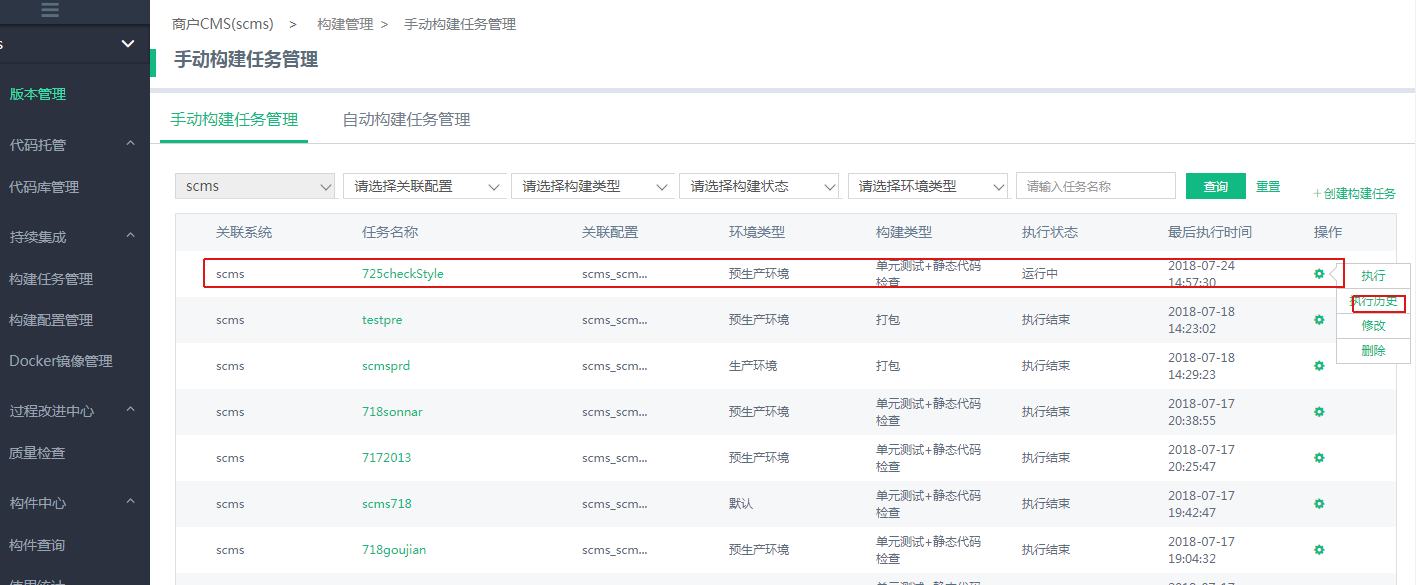 s
版本管理
代码托管
代码库管理
持续集成
构建任务管理
构建配置管理
Docker镜像管理
过程改进中心
质量检查
构件中心
构件查询
使用统计
商户CMS(scms) > 构建管理 > 手动构建任务管理
手动构建任务管理
手动构建任务管理 自动构建任务管理
scms 请选择关联配置 请选择构建类型 请选择构建状态 请选择环境类型 请输入任务名称 查询 重置 +创建构建任务
关联系统 任务名称 关联配置 环境类型 构建类型 执行状态 最后执行时间 操作
scms 725checkStyle scms_scm... 预生产环境 单元测试+静态代码 运行中 2018-07-24
检查 14:57:30
执行
执行历史
修改
删除
scms testpre scms_scm... 预生产环境 打包 执行结束 2018-07-18
14:23:02
scms scmsprd scms_scm... 生产环境 打包 执行结束 2018-07-18
14:29:23
scms 718sonnar scms_scm... 预生产环境 单元测试+静态代码 执行结束 2018-07-17
检查 20:38:55
scms 7172013 scms_scm... 预生产环境 单元测试+静态代码 执行结束 2018-07-17
检查 20:25:47
scms scms718 scms_scm... 默认 单元测试+静态代码 执行结束 2018-07-17
检查 19:42:47
scms 718goujian scms_scm... 预生产环境 单元测试+静态代码 执行结束 2018-07-17
检查 19:04:32